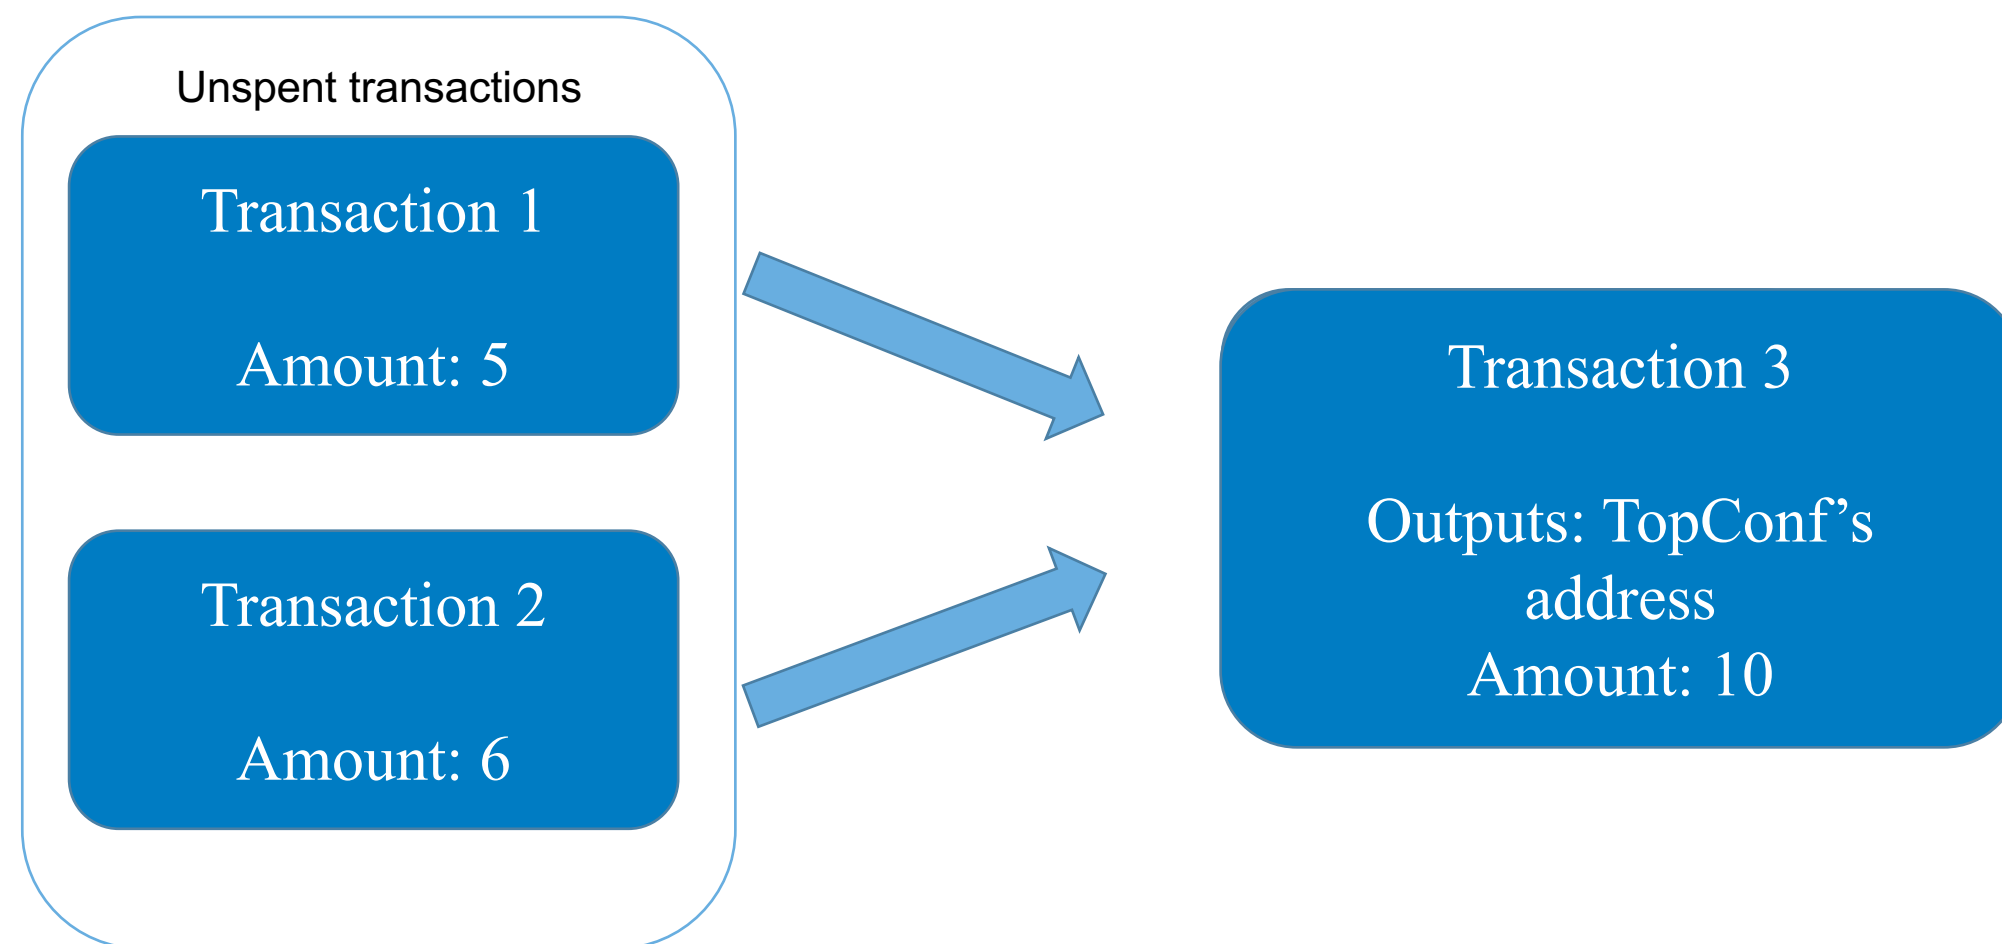 Unspent transactions
Transaction 1
Amount: 5
Transaction 2
Amount: 6
Transaction 3
Outputs: TopConf’s
address
Amount: 10